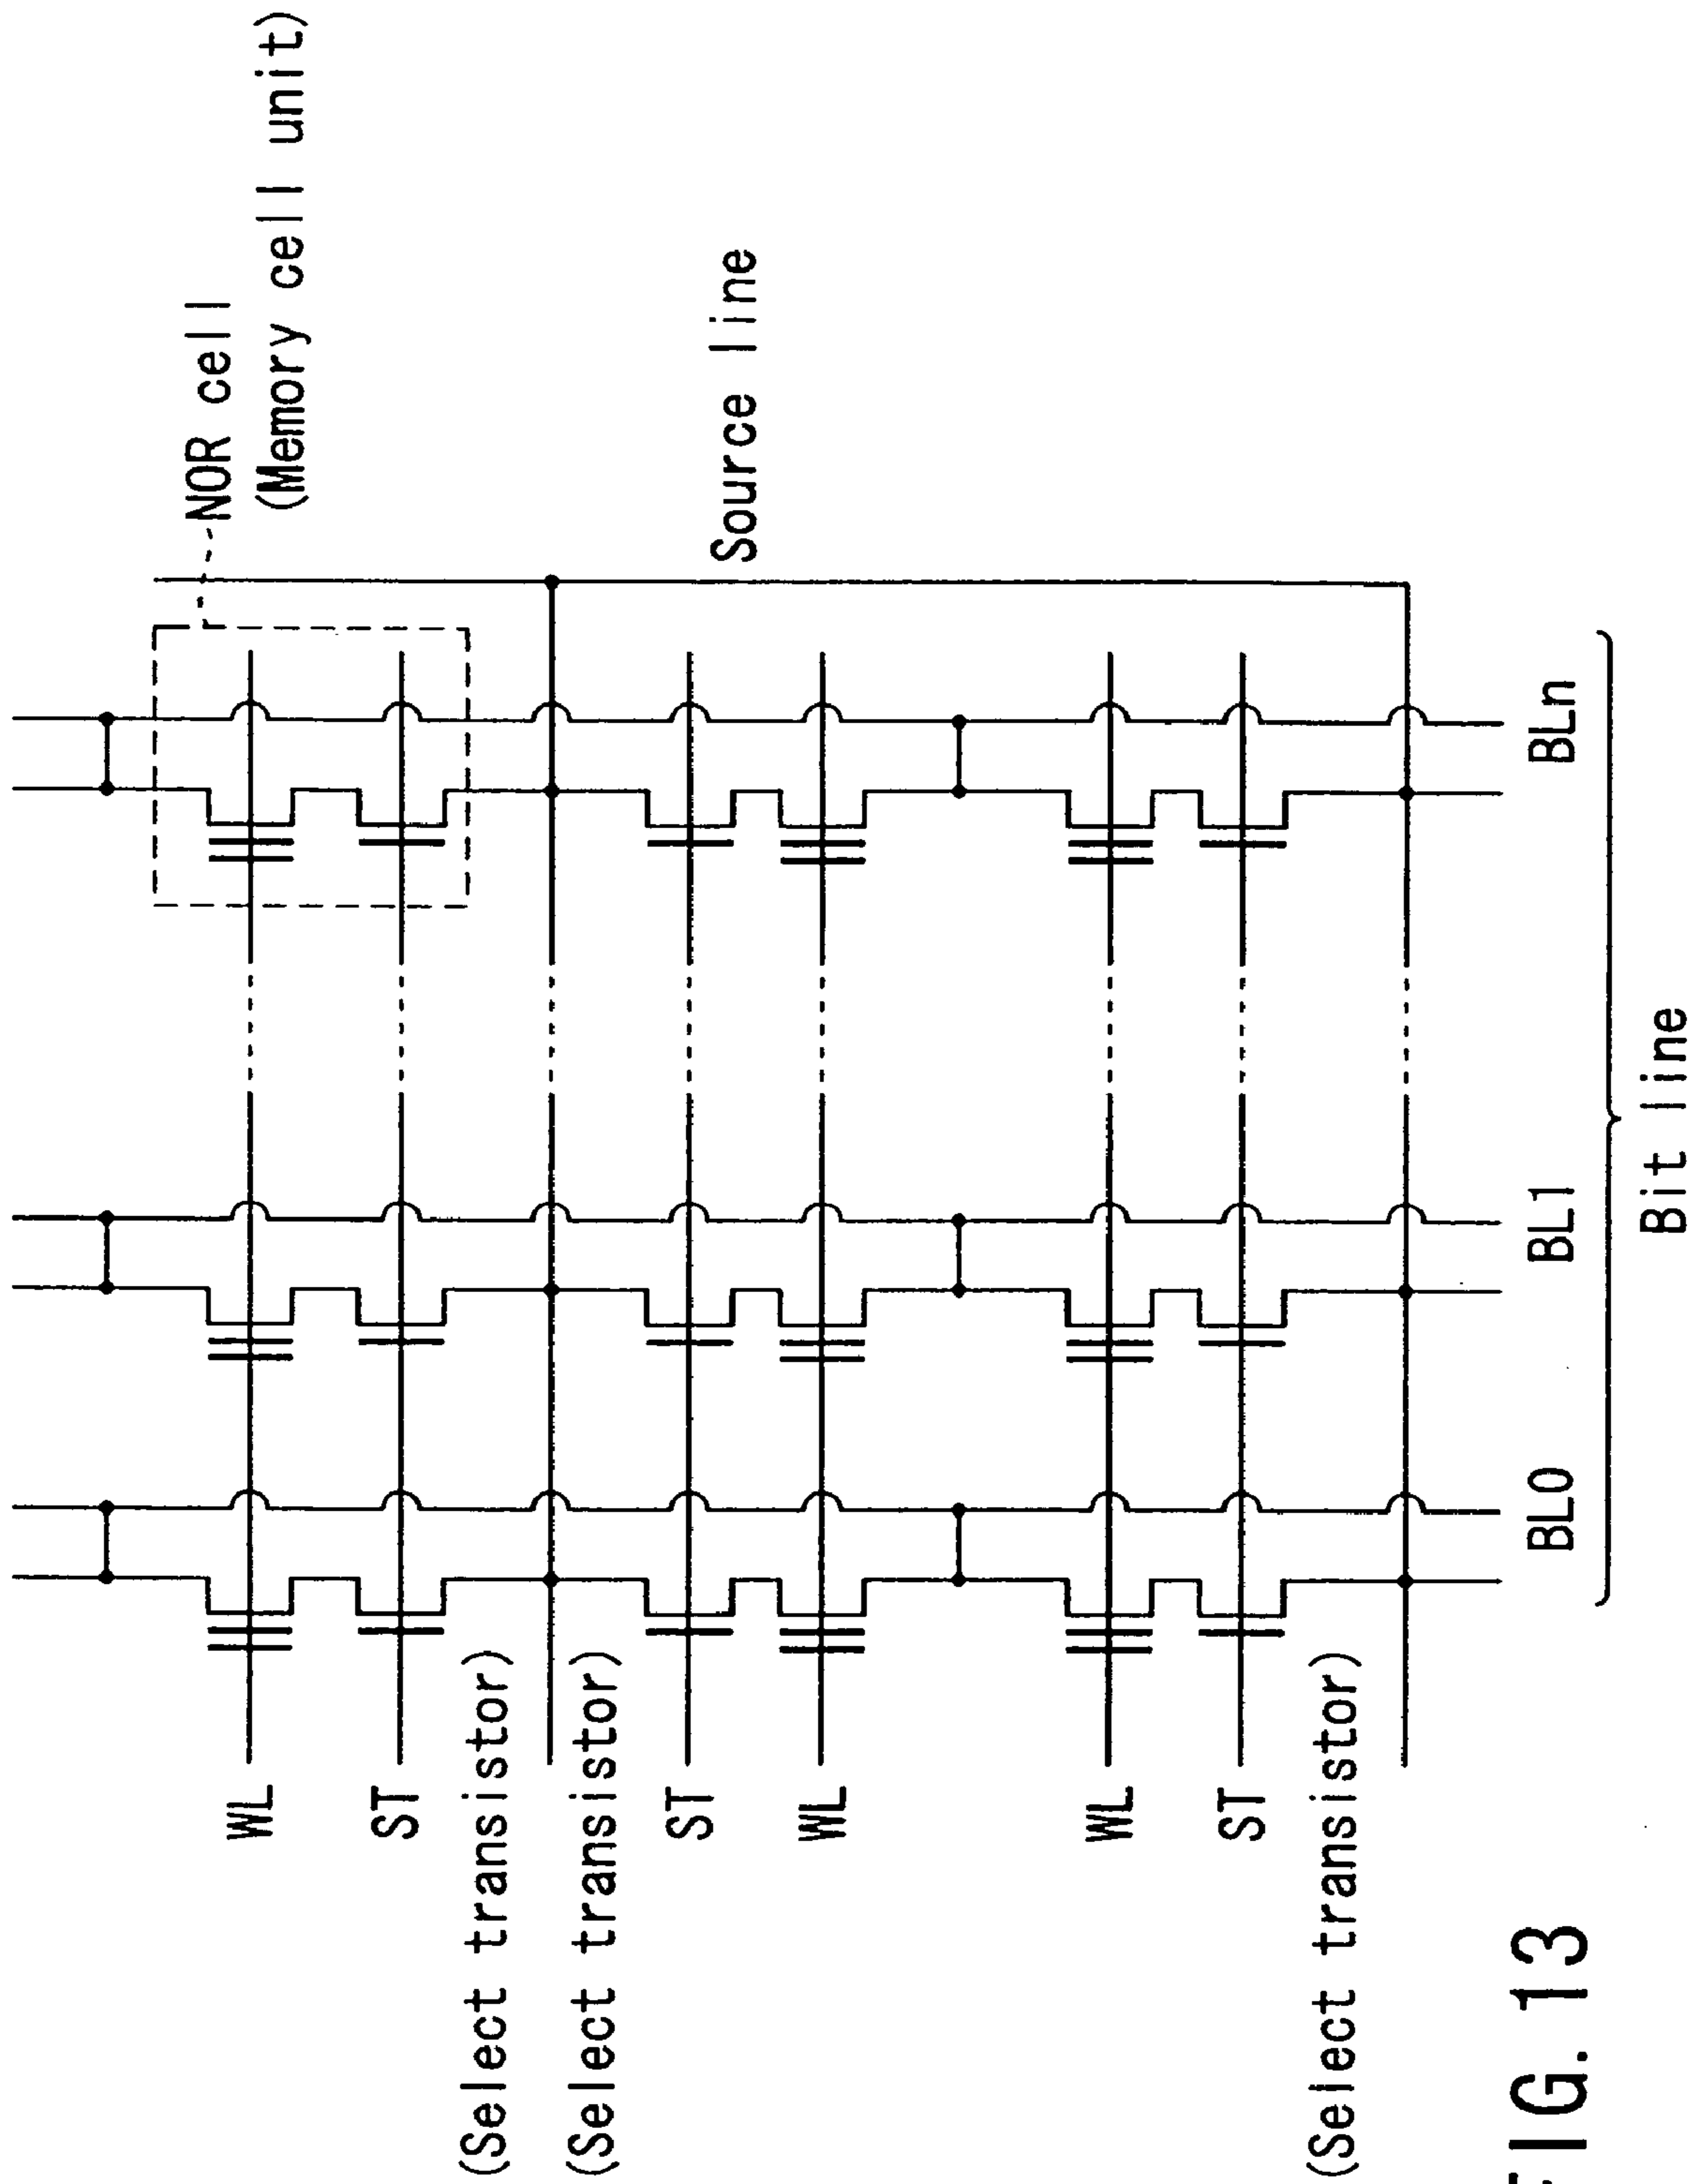 NOR cell
(Memory cell unit)
WL
ST
(Select transistor)
(Select transistor)
ST
Source line
WL
WL
ST
(Select transistor)
BL0 BL1 BLn
Bit line
FIG. 13